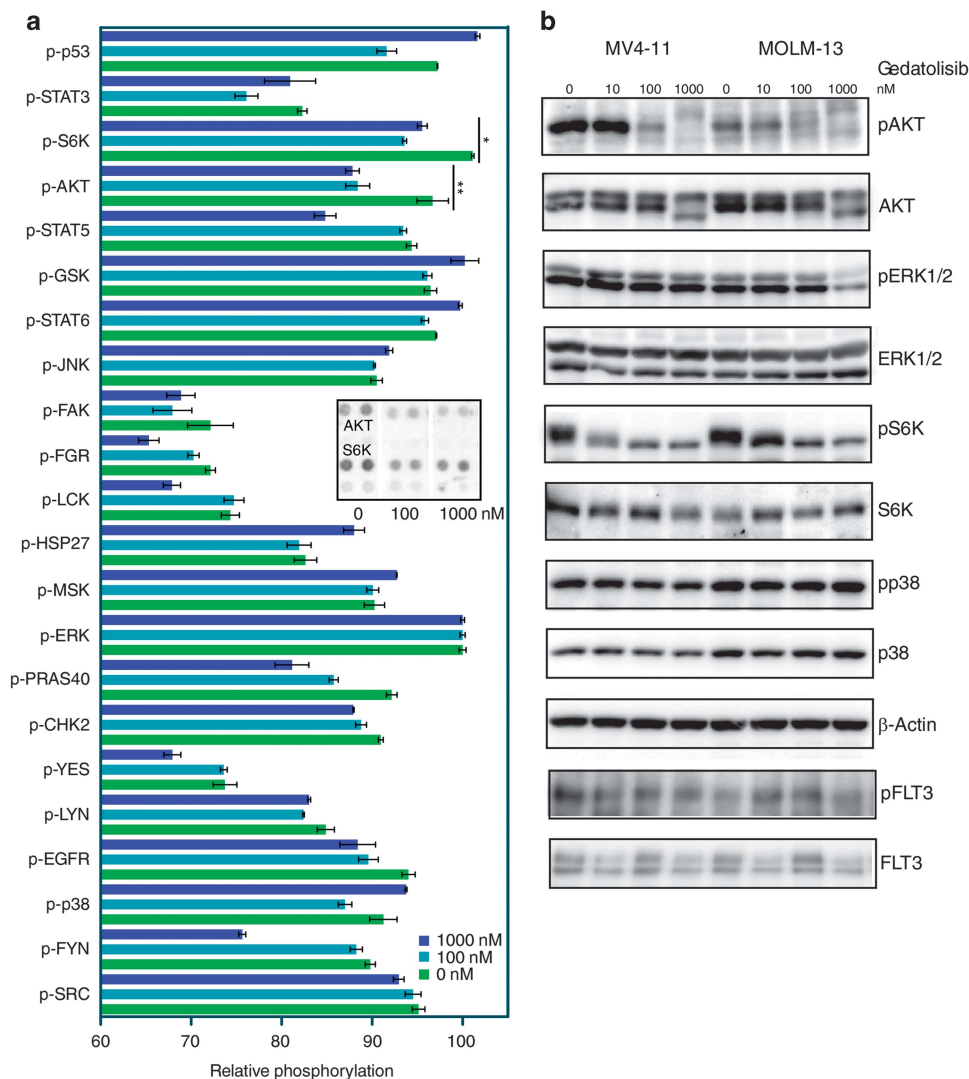 a
p-p53
p-STAT3
p-S6K
*
p-AKT
**
p-STAT5
p-GSK
p-STAT6
p-JNK
p-FAK
p-FGR
p-LCK
p-HSP27
p-MSK
p-ERK
p-PRAS40
p-CHK2
p-YES
p-LYN
p-EGFR
p-p38
p-FYN
p-SRC
AKT
S6K
0 100 1000 nM
1000 nM
100 nM
0 nM
60 70 80 90 100
Relative phosphorylation
b
MV4-11 MOLM-13
Gedatolisib
0 10 100 1000 0 10 100 1000 nM
pAKT
AKT
pERK1/2
ERK1/2
pS6K
S6K
pp38
p38
β-Actin
pFLT3
FLT3